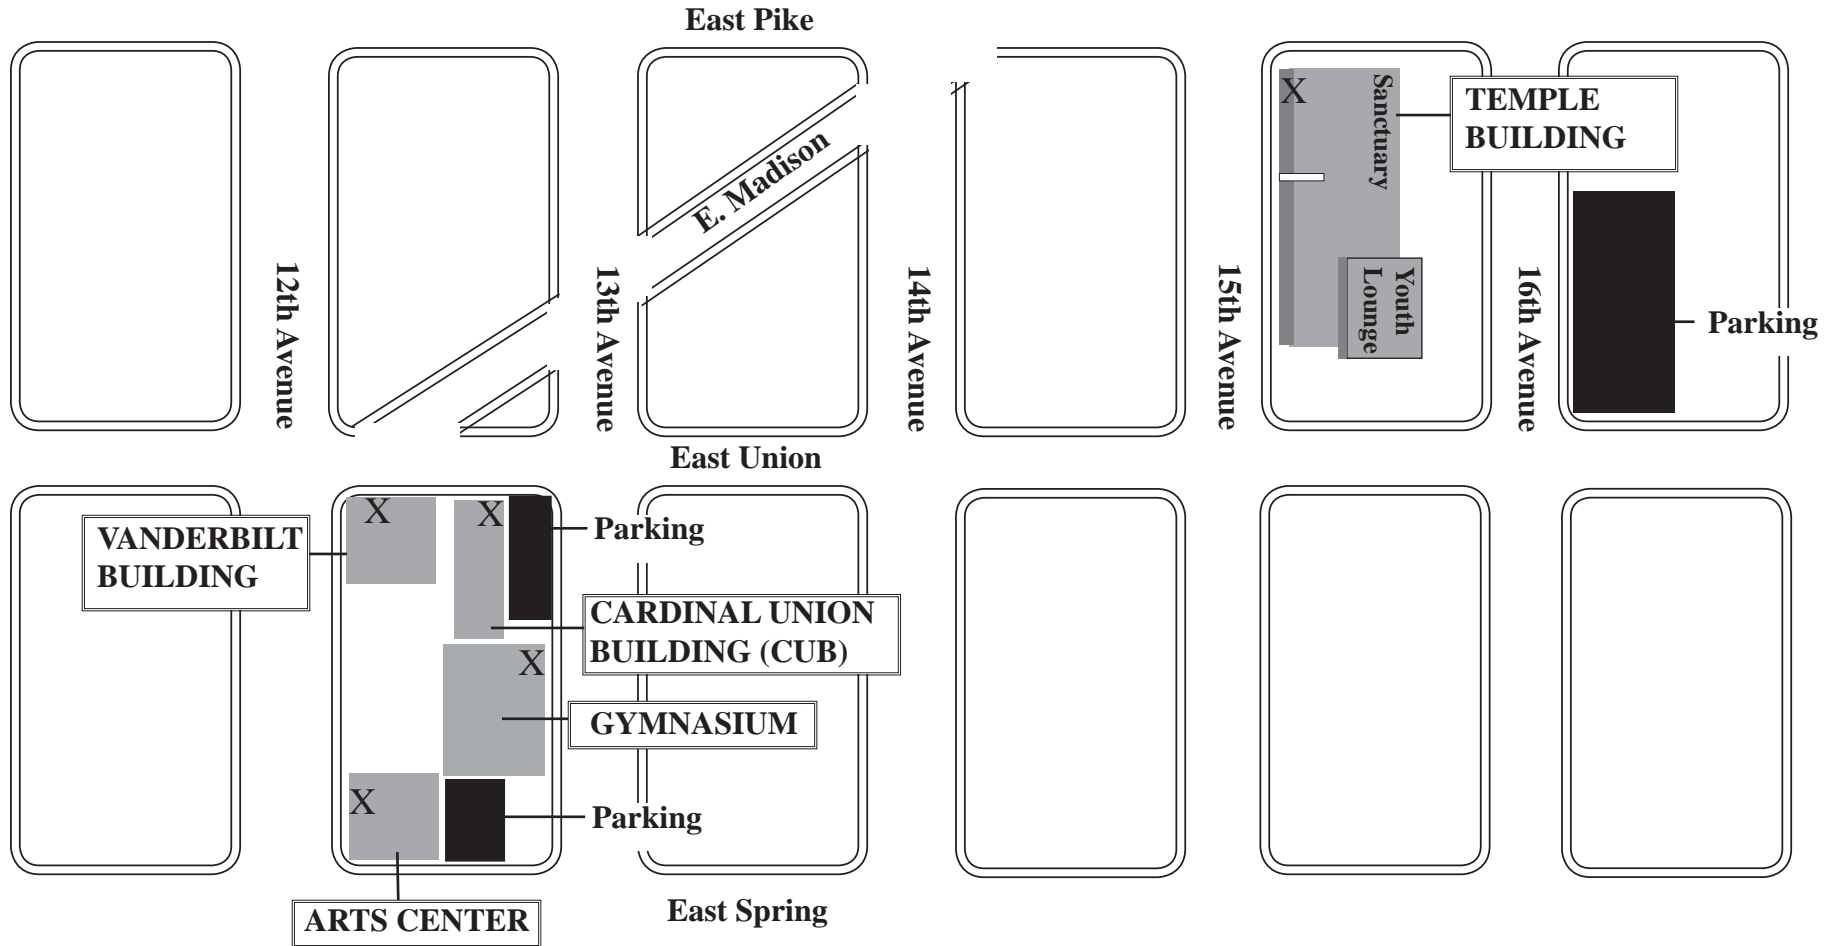 East Pike
X
Sanctuary
TEMPLE
BUILDING
E. Madison
12th Avenue
13th Avenue
14th Avenue
15th Avenue
Youth
Lounge
16th Avenue
Parking
East Union
X
X
VANDERBILT
BUILDING
Parking
CARDINAL UNION
BUILDING (CUB)
X
GYMNASIUM
X
Parking
ARTS CENTER
East Spring